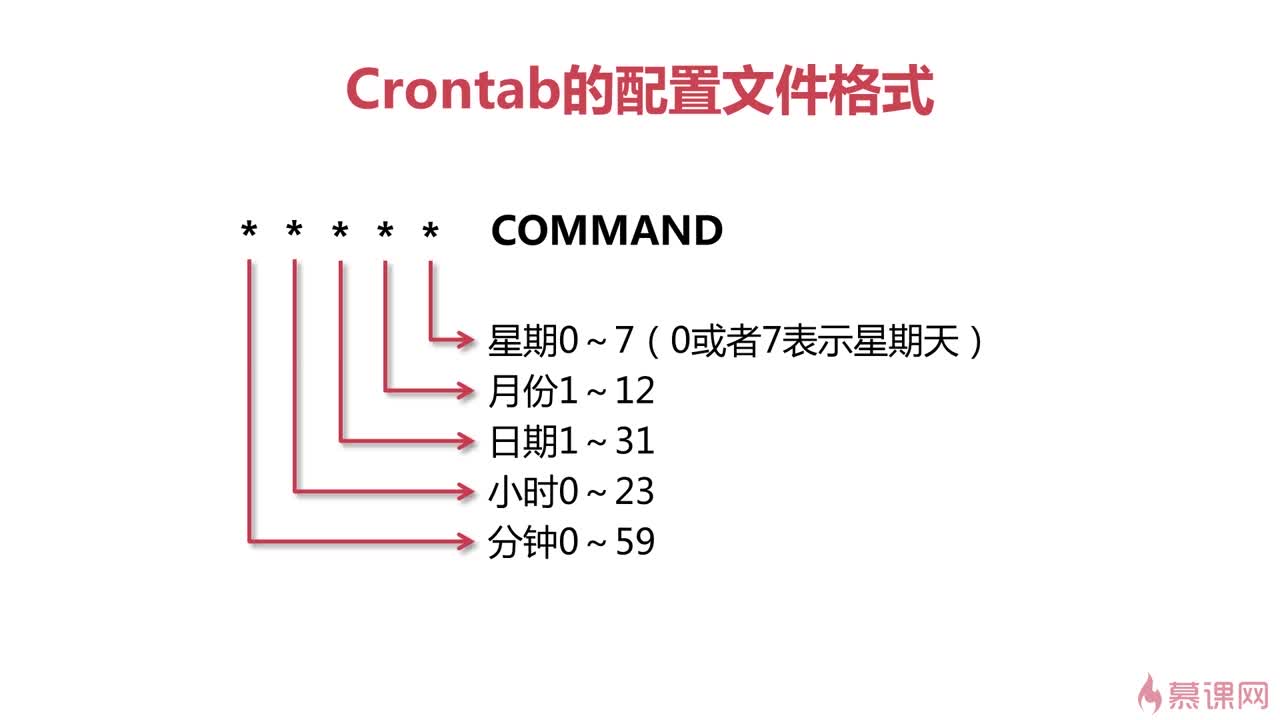 Crontab的配置文件格式
* * * * * COMMAND
星期0～7（0或者7表示星期天）
月份1～12
日期1～31
小时0～23
分钟0～59
慕课网